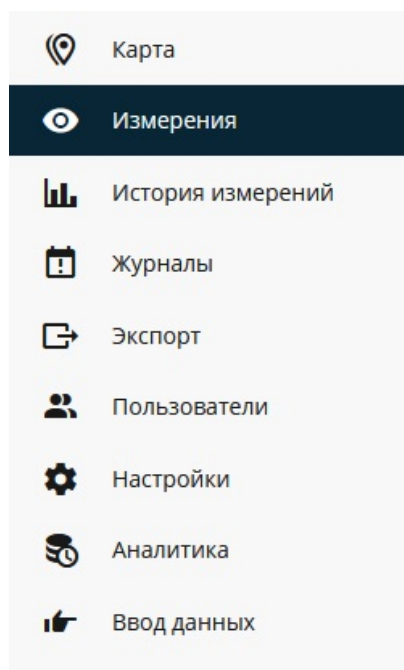 Карта
Измерения
История измерений
Журналы
Экспорт
Пользователи
Настройки
Аналитика
Ввод данных